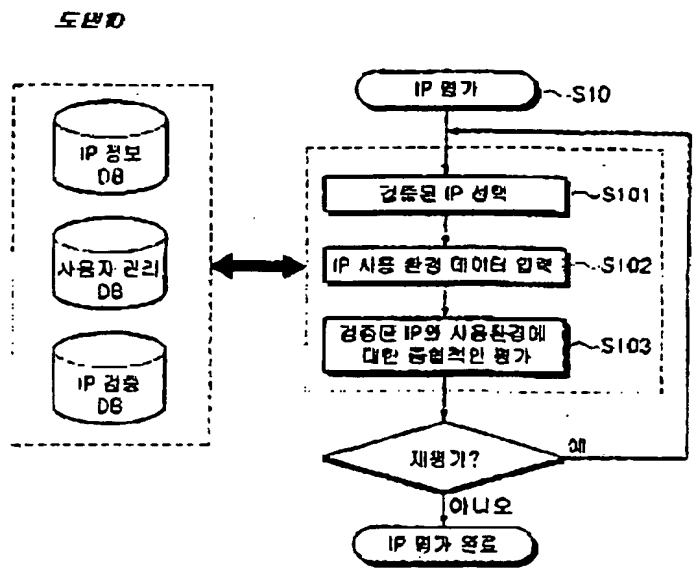 도면10
IP 평가
S10
IP 정보
DB
사용자 관리
DB
IP 검증
DB
검증된 IP 선택
S101
IP 사용 환경 데이터 입력
S102
검증된 IP와 사용환경에
대한 종합적인 평가
S103
재평가?
예
아니오
IP 평가 완료